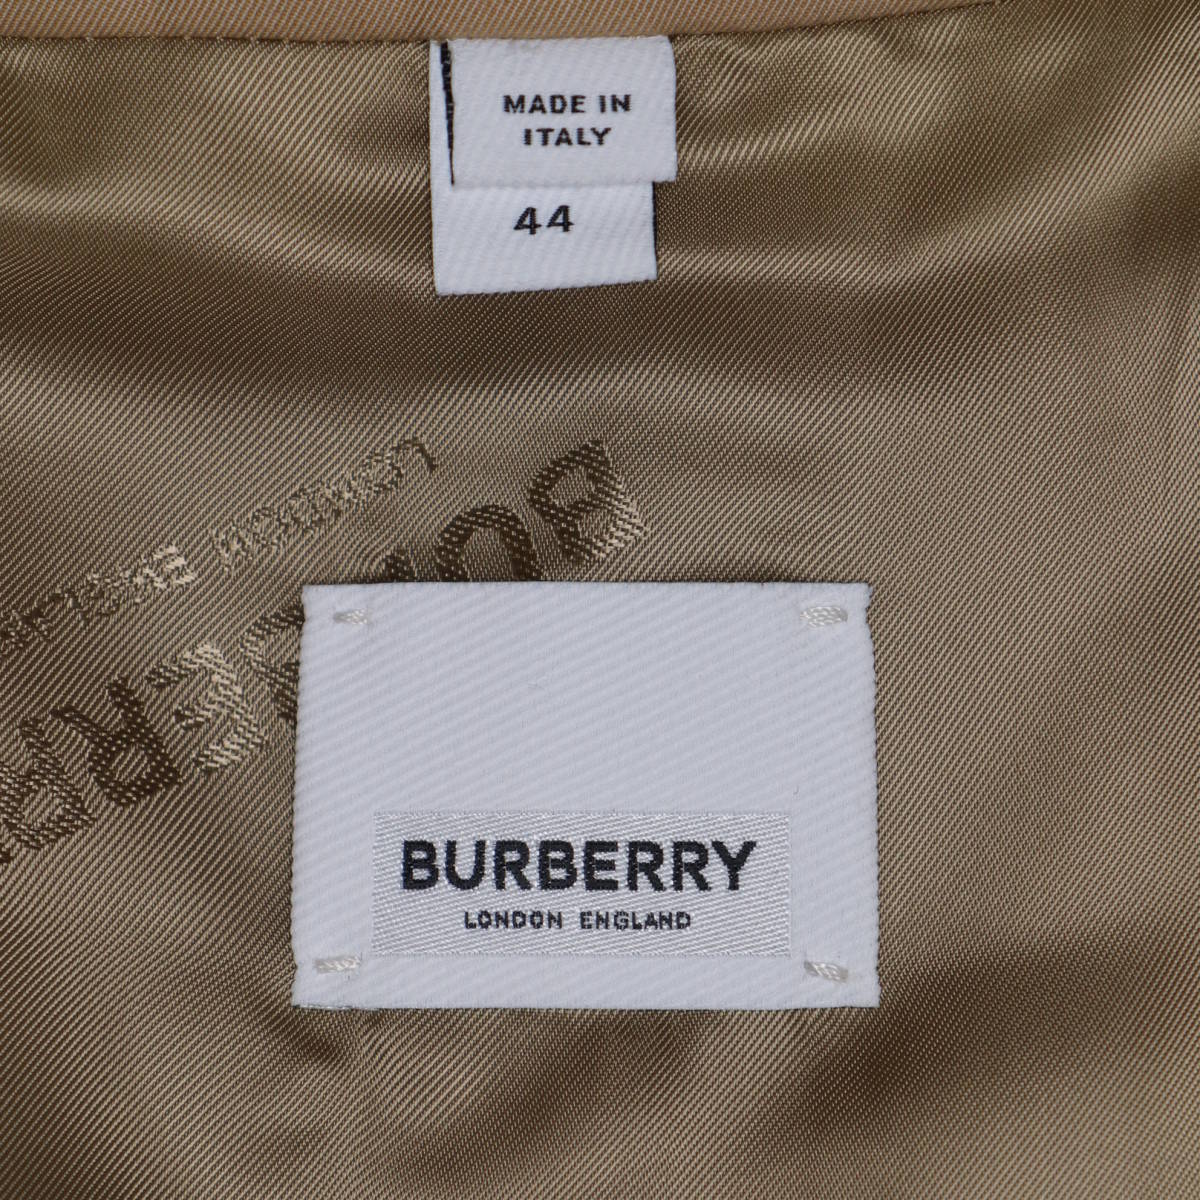 MADE IN
ITALY
44
BURBERRY
LONDON ENGLAND